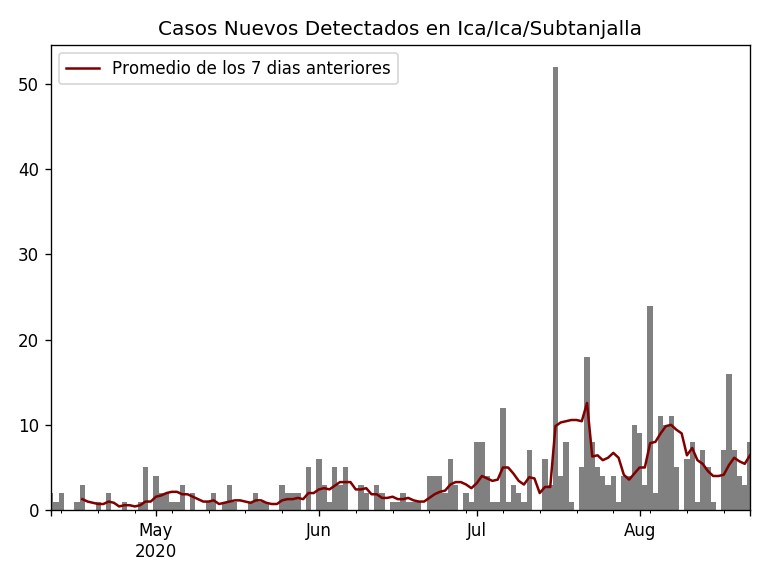 Casos Nuevos Detectados en Ica/Ica/Subtanjalla
Promedio de los 7 dias anteriores
50
40
30
20
10
0
May
2020
Jun
Jul
Aug